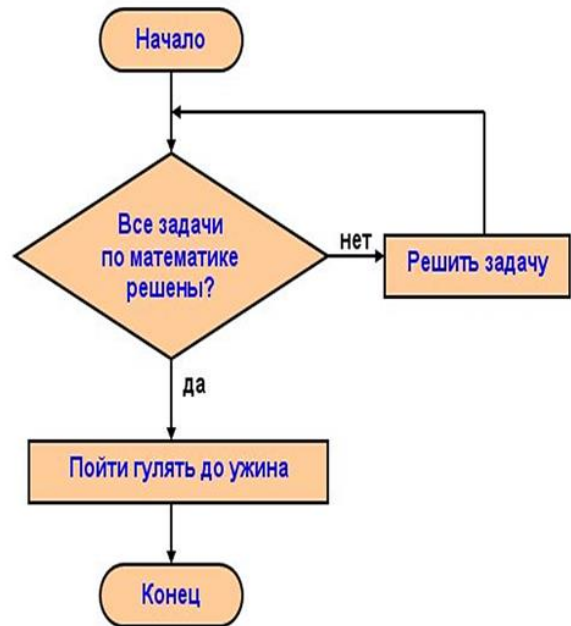 Начало
Все задачи
по математике
решены?
нет
Решить задачу
да
Пойти гулять до ужина
Конец